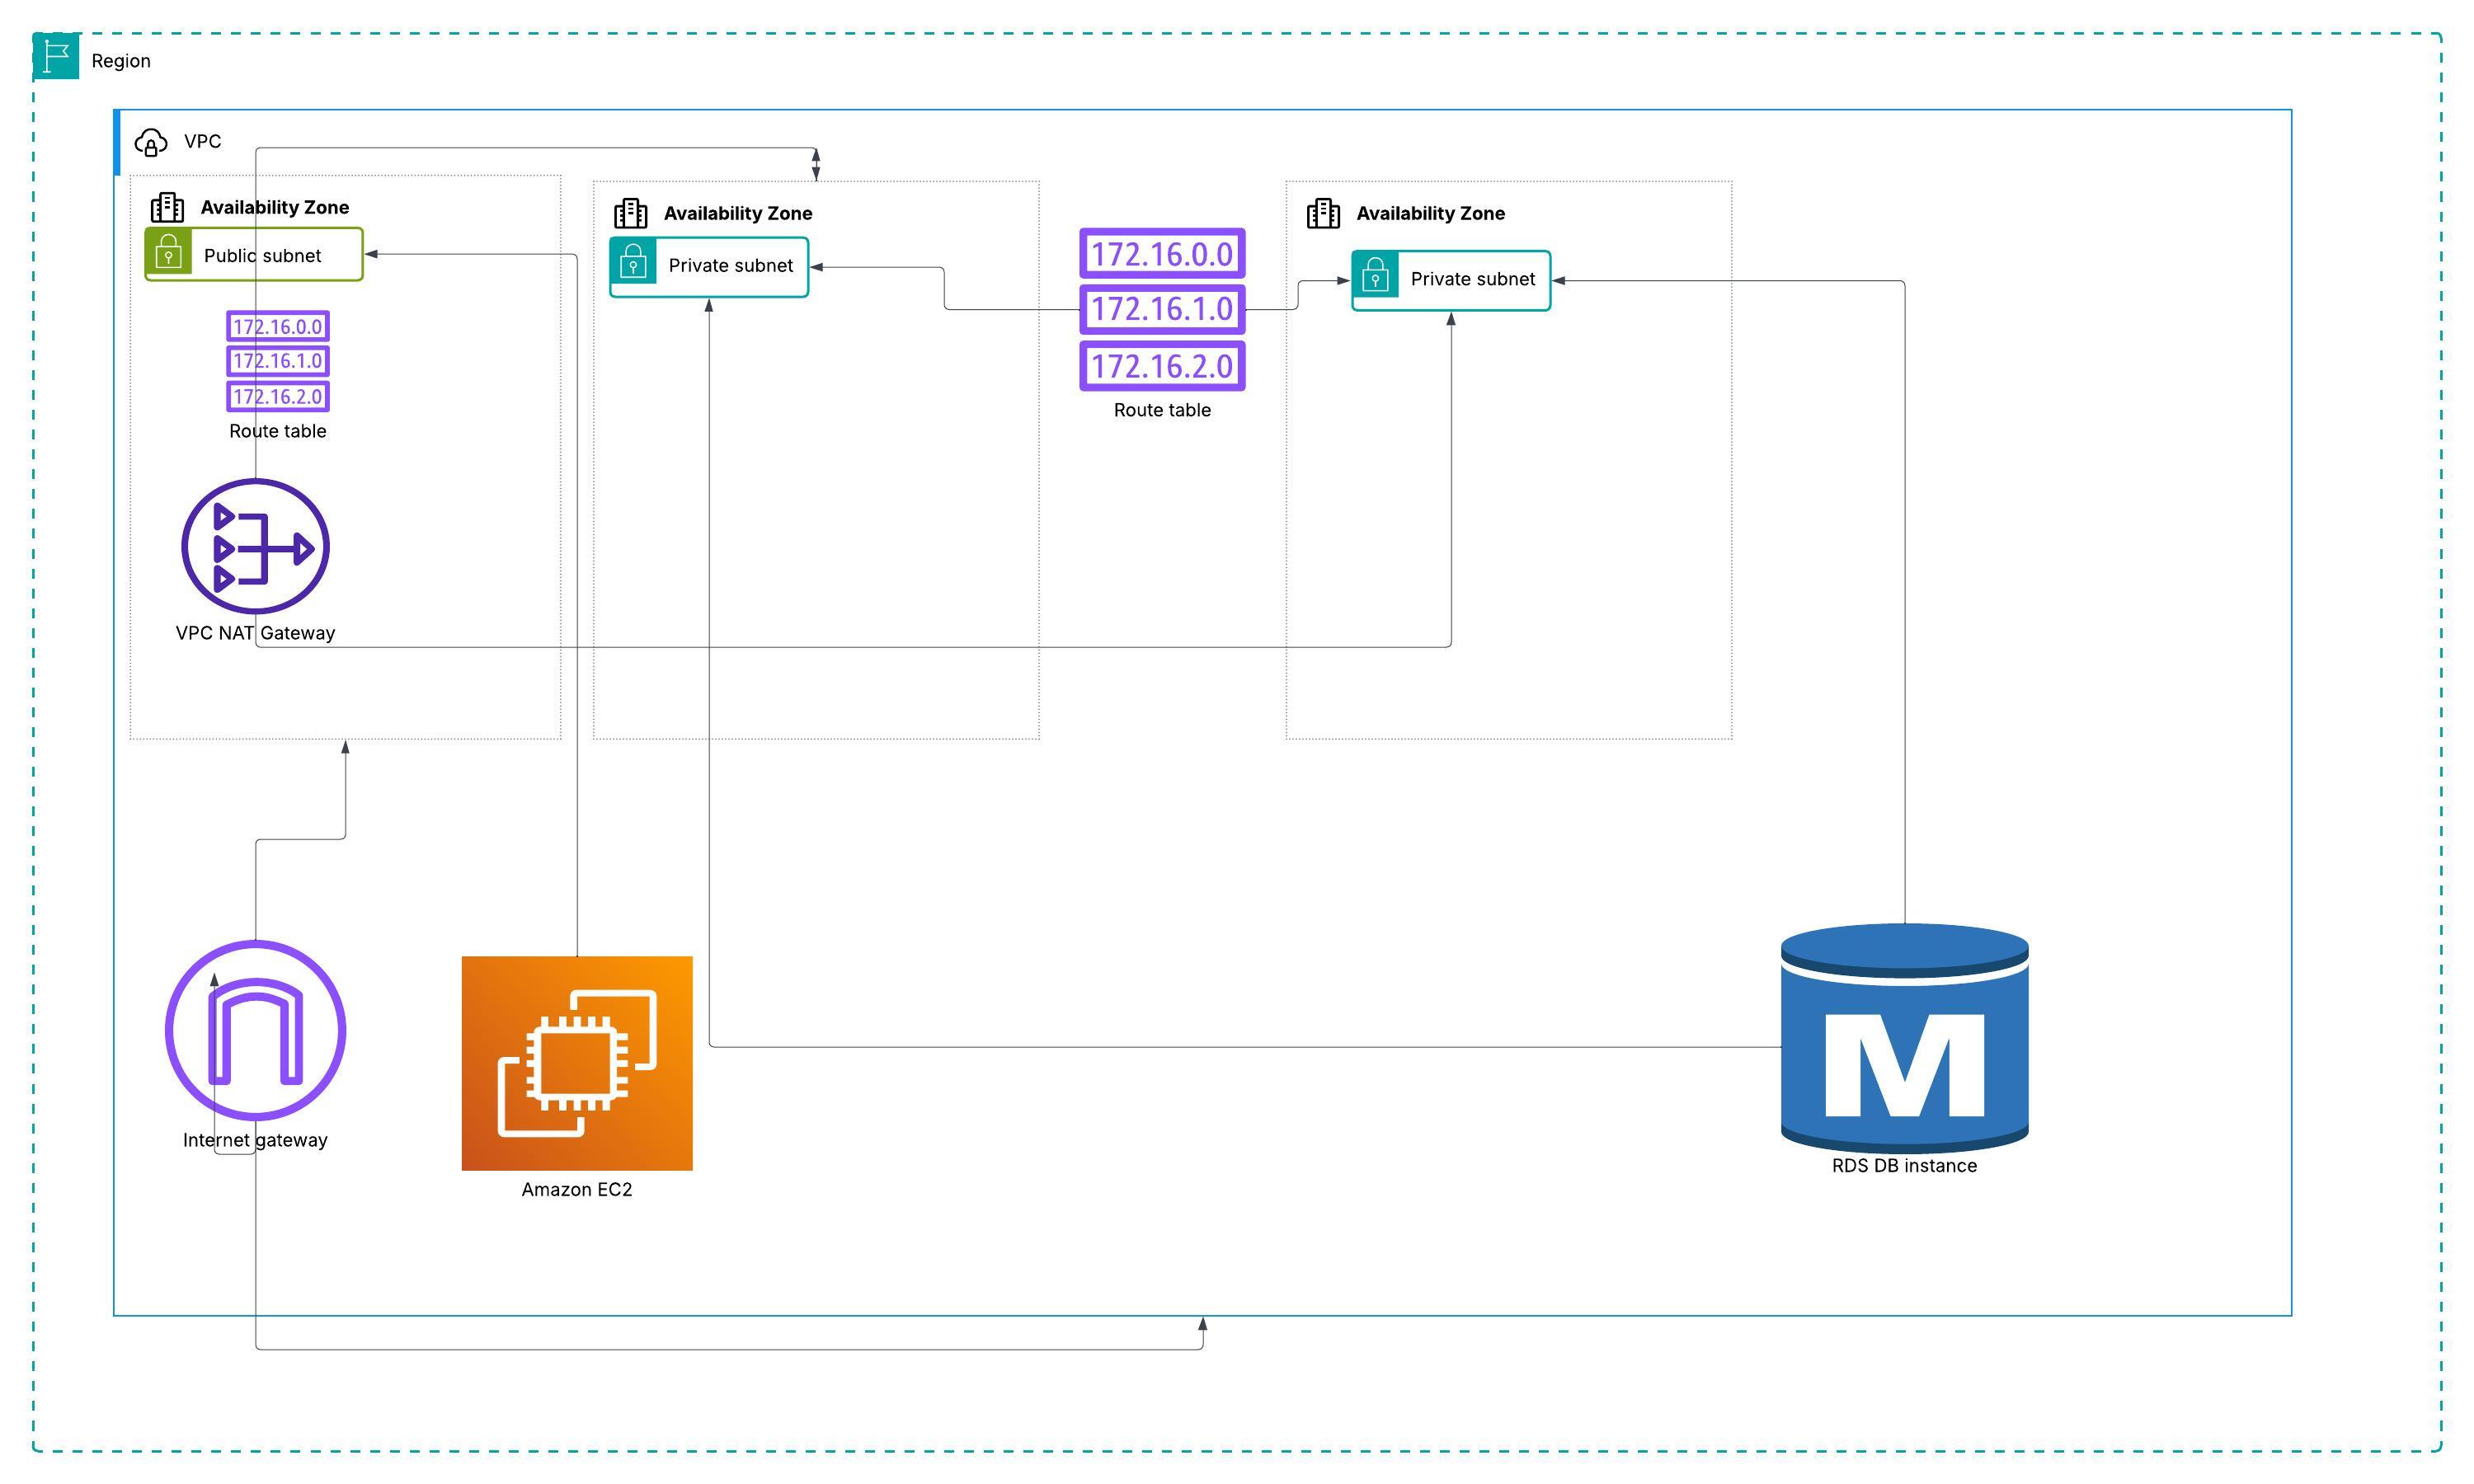 Region
VPC
Availability Zone
Public subnet
172.16.0.0
172.16.1.0
172.16.2.0
Route table
VPC NAT Gateway
Availability Zone
Private subnet
172.16.0.0
172.16.1.0
172.16.2.0
Route table
Availability Zone
Private subnet
Internet gateway
Amazon EC2
M
RDS DB instance